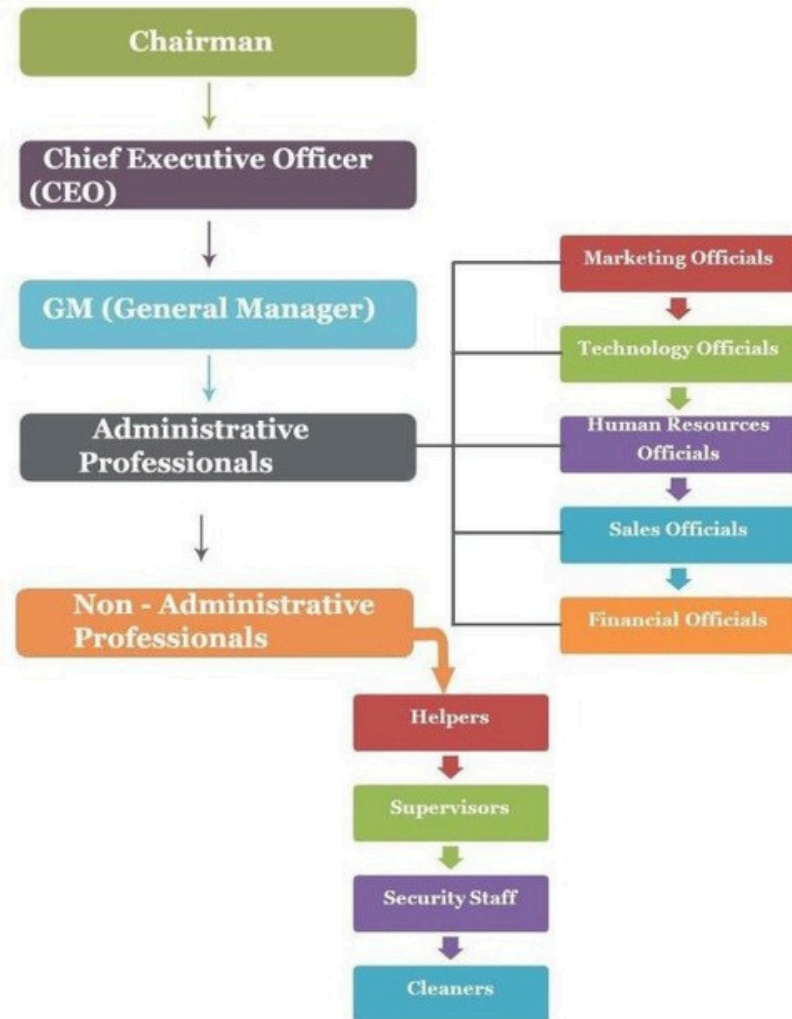 Chairman
Chief Executive Officer
(CEO)
GM (General Manager)
Administrative
Professionals
Non - Administrative
Professionals
Marketing Officials
Technology Officials
Human Resources
Officials
Sales Officials
Financial Officials
Helpers
Supervisors
Security Staff
Cleaners